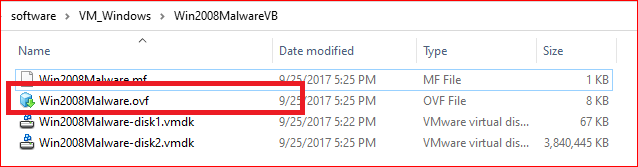 software > VM_Windows > Win2008MalwareVB
Name Date modified Type Size
Win2008Malware.mf 9/25/2017 5:25 PM MF File 1 KB
Win2008Malware.ovf 9/25/2017 5:25 PM OVF File 8 KB
Win2008Malware-disk1.vmdk 9/25/2017 5:22 PM VMware virtual dis... 67 KB
Win2008Malware-disk2.vmdk 9/25/2017 5:25 PM VMware virtual dis... 3,840,445 KB